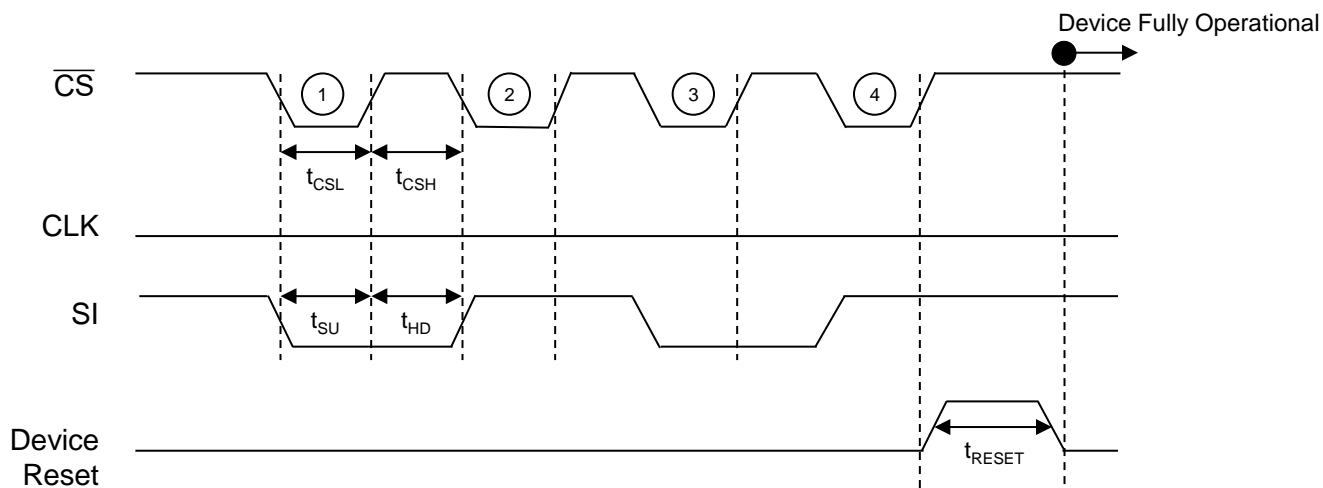 Device Fully Operational
CS
1
2
3
4
tCSL
tCSH
CLK
SI
tSU
tHD
Device
Reset
tRESET